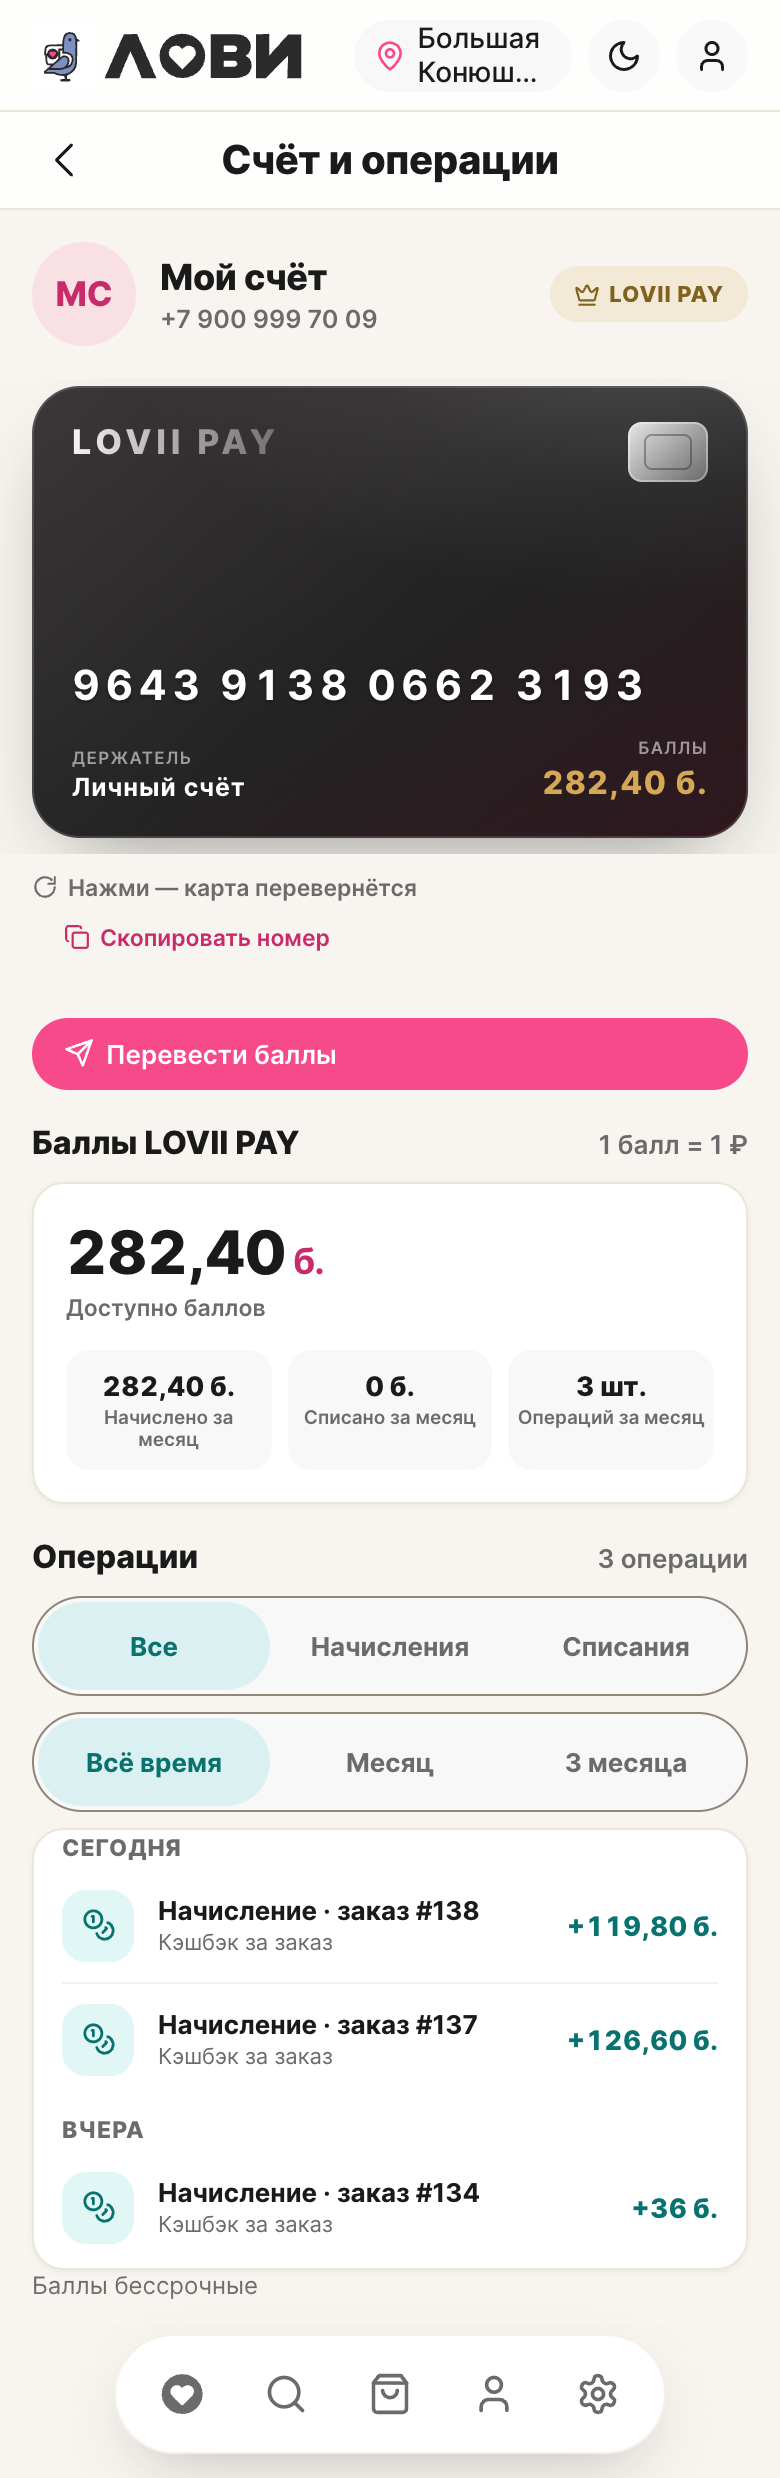 ЛОВИ
Большая
Конюш...
Счёт и операции
МС
Мой счёт
+7 900 999 70 09
LOVII PAY
LOVII PAY
9643 9138 0662 3193
ДЕРЖАТЕЛЬ
Личный счёт
БАЛЛЫ
282,40 б.
Нажми — карта перевернётся
Скопировать номер
Перевести баллы
Баллы LOVII PAY
1 балл = 1 ₽
282,40 б.
Доступно баллов
282,40 б.
Начислено за
месяц
0 б.
Списано за месяц
3 шт.
Операций за месяц
Операции
3 операции
Все
Начисления
Списания
Всё время
Месяц
3 месяца
СЕГОДНЯ
Начисление · заказ #138
Кэшбэк за заказ
+119,80 б.
Начисление · заказ #137
Кэшбэк за заказ
+126,60 б.
ВЧЕРА
Начисление · заказ #134
Кэшбэк за заказ
+36 б.
Баллы бессрочные